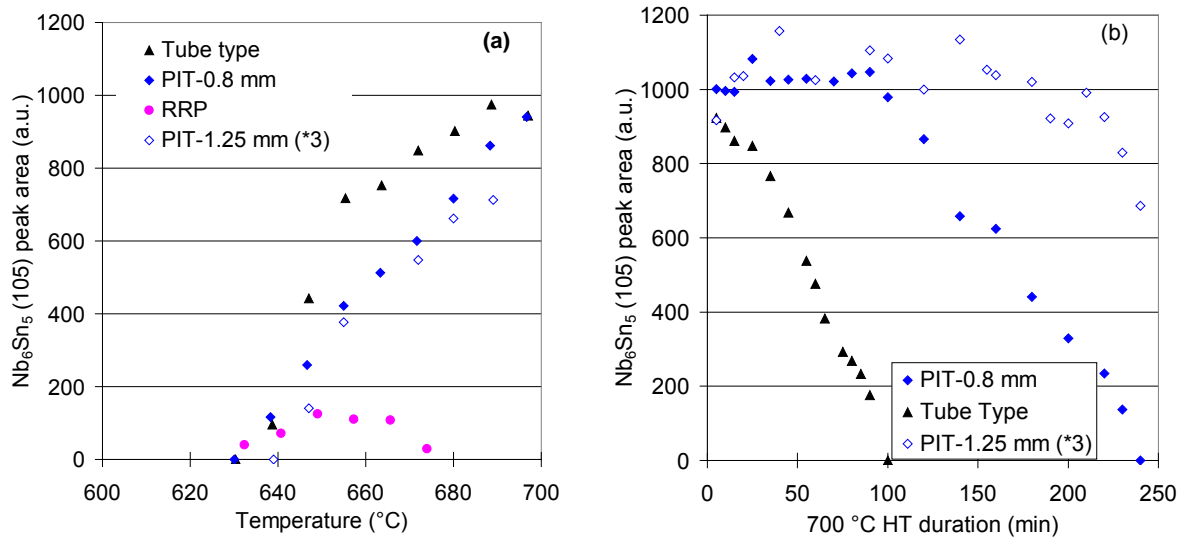 (a)
Nb₆Sn₅ (105) peak area (a.u.)
1200
1000
800
600
400
200
0
Tube type
PIT-0.8 mm
RRP
PIT-1.25 mm (*3)
600
620
640
660
680
700
Temperature (°C)
(b)
Nb₆Sn₅ (105) peak area (a.u.)
1200
1000
800
600
400
200
0
PIT-0.8 mm
Tube Type
PIT-1.25 mm (*3)
0
50
100
150
200
250
700 °C HT duration (min)